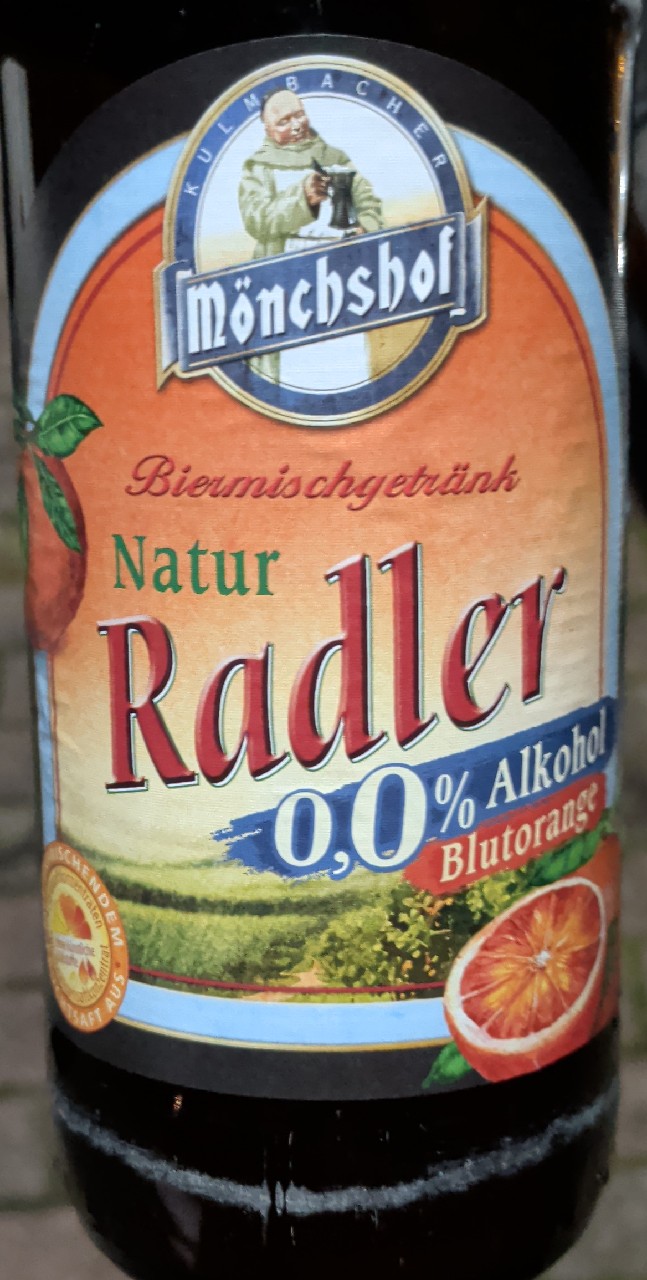 KULMBACHER
Mönchshof
Biermischgetränk
Natur
Radler
0,0% Alkohol
Blutorange